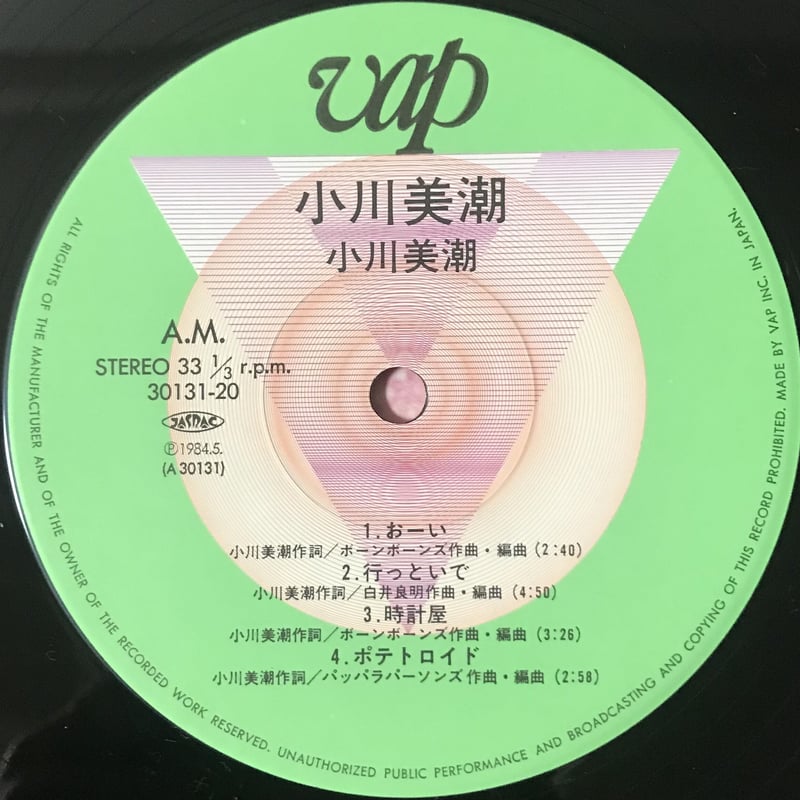 vap
小川美潮
小川美潮
A.M.
STEREO 33 1/3 r.p.m.
30131-20
JASRAC
Ⓟ1984.5.
(A 30131)
1.おーい
小川美潮作詞/ボーンボーンズ作曲・編曲 (2:40)
2.行っといで
小川美潮作詞/白井良明作曲・編曲 (4:50)
3.時計屋
小川美潮作詞/ボーンボーンズ作曲・編曲 (3:26)
4.ポテトロイド
小川美潮作詞/パッパラパーソンズ作曲・編曲 (2:58)
ALL RIGHTS OF THE MANUFACTURER AND OF THE OWNER OF THE RECORDED WORK RESERVED. UNAUTHORIZED PUBLIC PERFORMANCE AND BROADCASTING AND COPYING OF THIS RECORD PROHIBITED. MADE BY VAP INC. IN JAPAN.